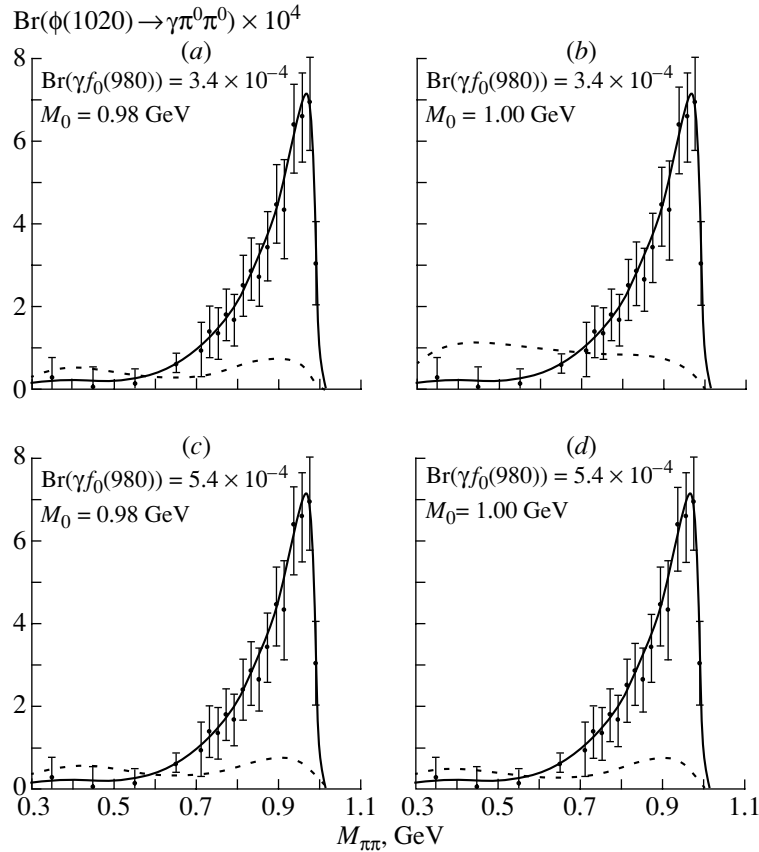 Br(ϕ(1020) → γπ⁰π⁰) × 10⁴
(a)
8
Br(γf₀(980)) = 3.4 × 10⁻⁴
M₀ = 0.98 GeV
6
4
2
0
(b)
Br(γf₀(980)) = 3.4 × 10⁻⁴
M₀ = 1.00 GeV
(c)
8
Br(γf₀(980)) = 5.4 × 10⁻⁴
M₀ = 0.98 GeV
6
4
2
0
0.3 0.5 0.7 0.9 1.1
(d)
Br(γf₀(980)) = 5.4 × 10⁻⁴
M₀= 1.00 GeV
0.3 0.5 0.7 0.9 1.1
M_ππ, GeV